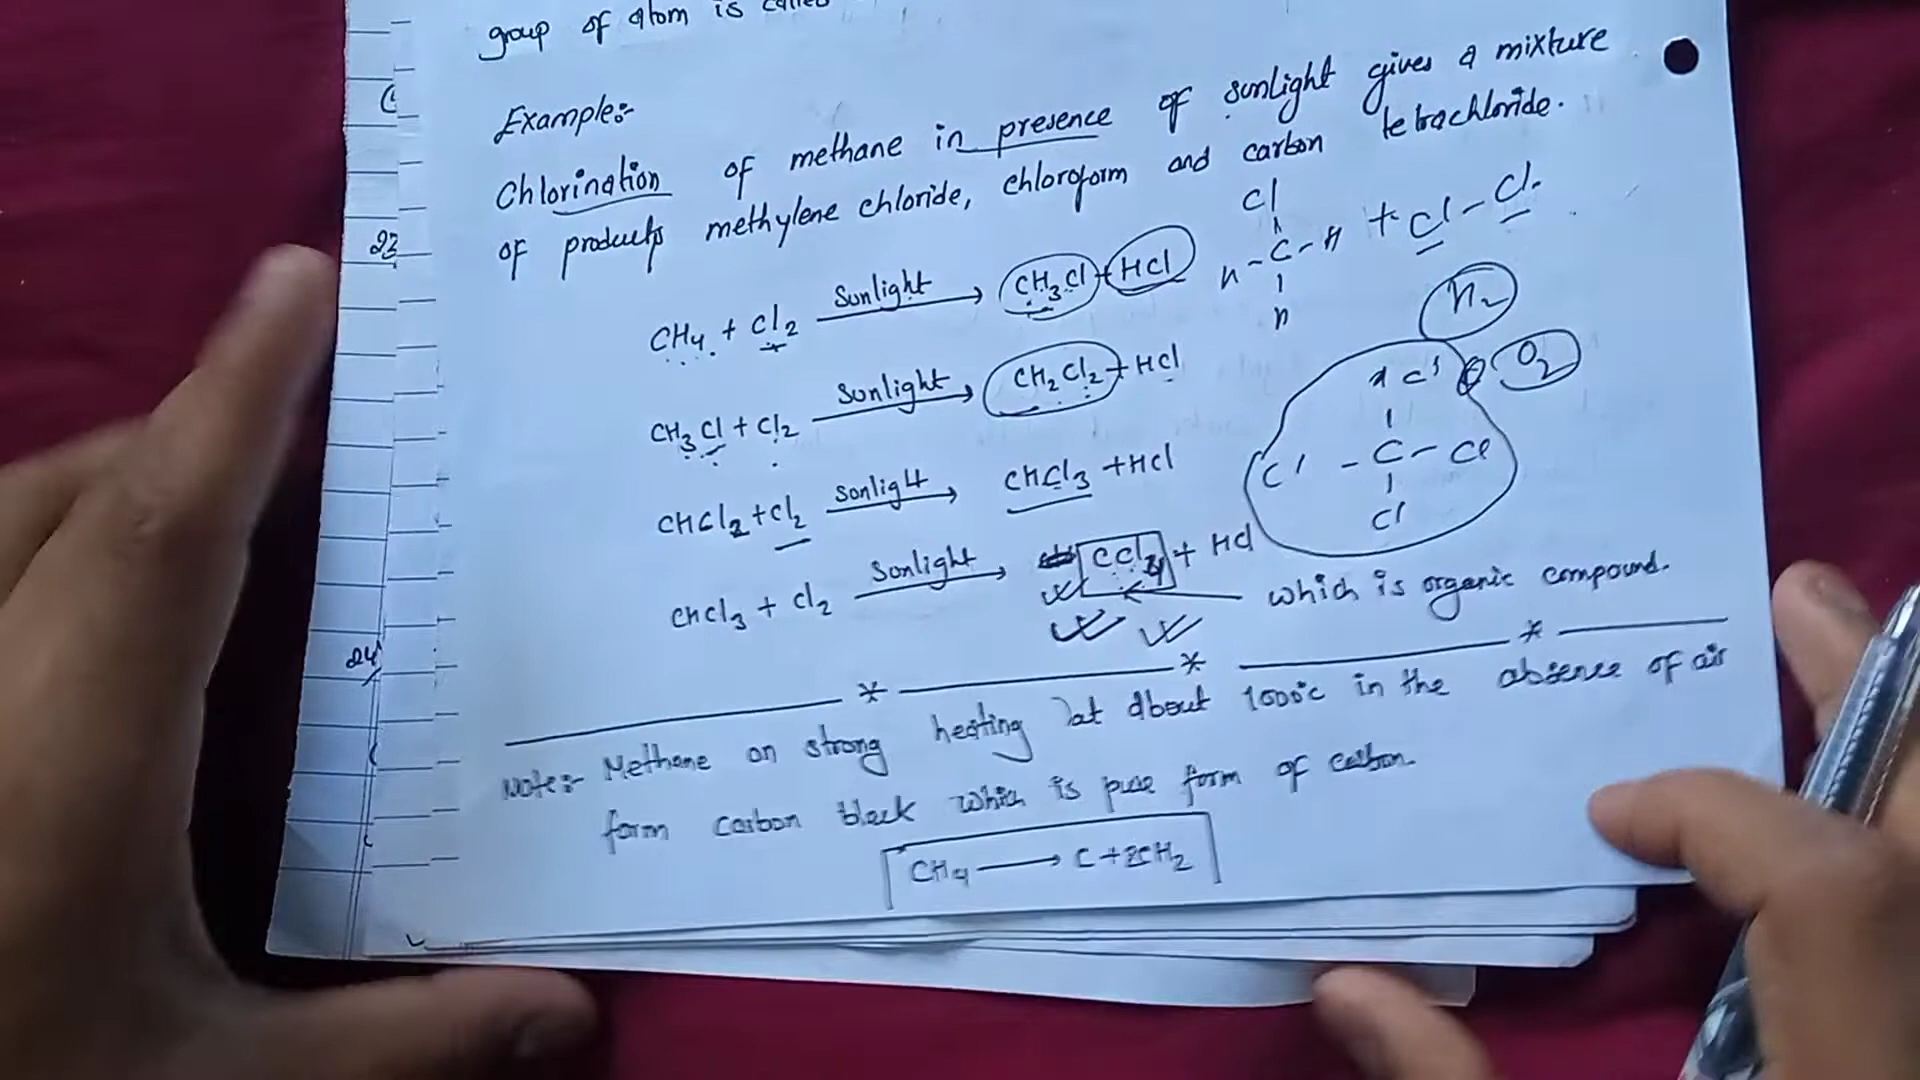 group of atom is called
Example:-
Chlorination of methane in presence of sunlight gives a mixture
of products methylene chloride, chloroform and carbon tetrachloride.
CH4 + Cl2 Sunlight → CH3Cl + HCl
Cl
H - C - H + Cl - Cl
H
H2
O2
CH3Cl + Cl2 Sunlight → CH2Cl2 + HCl
Cl
Cl - C - Cl
Cl
CHCl2 + Cl2 Sunlight → CHCl3 + HCl
CHCl3 + Cl2 Sunlight → CCl4 + HCl
which is organic compound.
Note:- Methane on strong heating at about 1000°c in the absence of air
form carbon black which is pure form of carbon.
CH4 → C + 2CH2
23
24